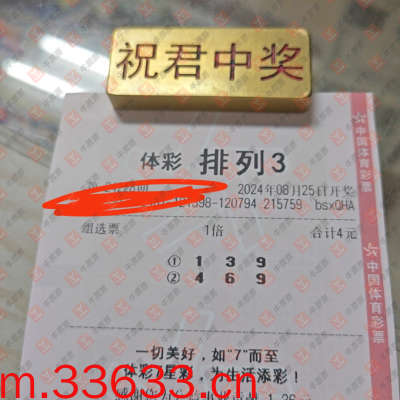 祝君中奖
体彩 排列3
2024年08月25日开奖
-120794 215759 bsxQHA
组选票 1倍 合计4元
① 1 3 9
② 4 6 9
一切美好，如“7”而至
体彩7星彩，为生活添彩！
中国体育彩票
中国体育彩票
m.33633.cn